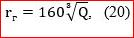 r_r = 160∛Q, (20)